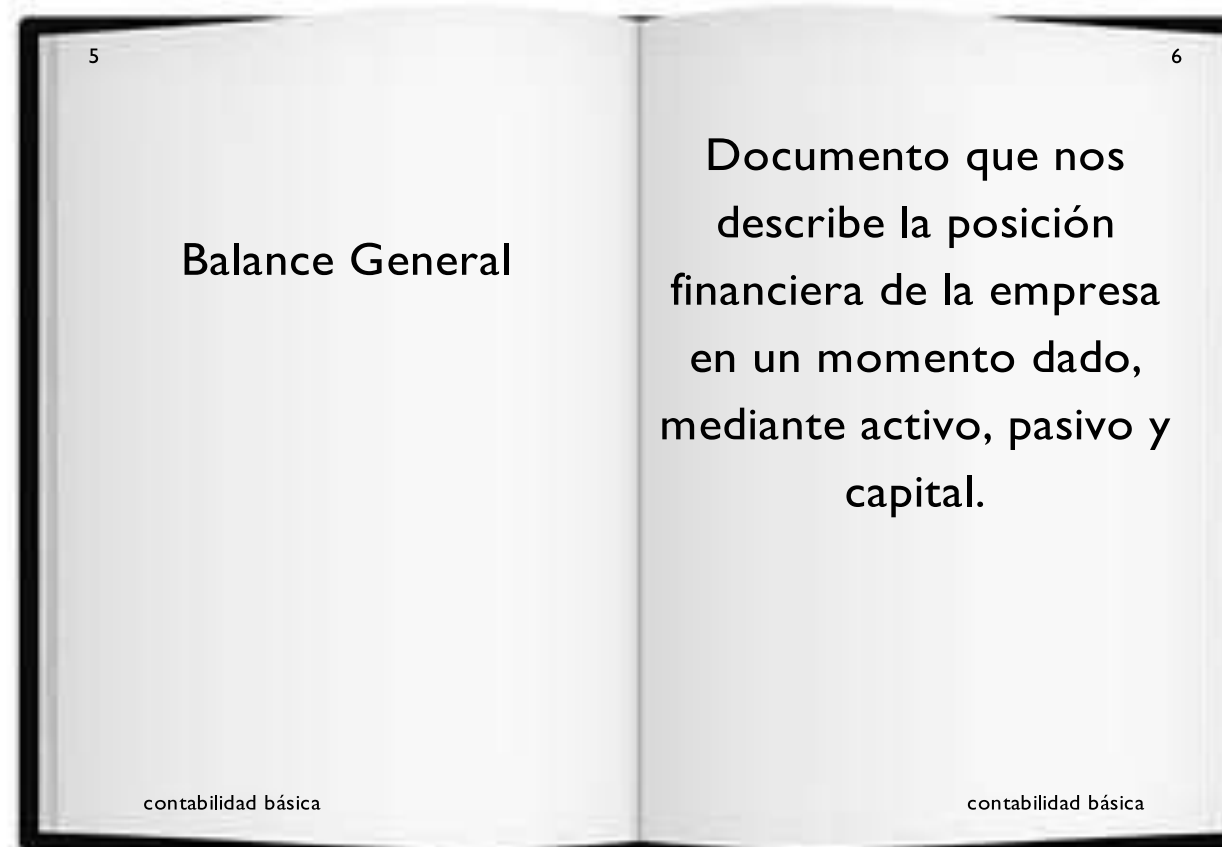 5
Balance General
contabilidad básica
6
Documento que nos
describe la posición
financiera de la empresa
en un momento dado,
mediante activo, pasivo y
capital.
contabilidad básica